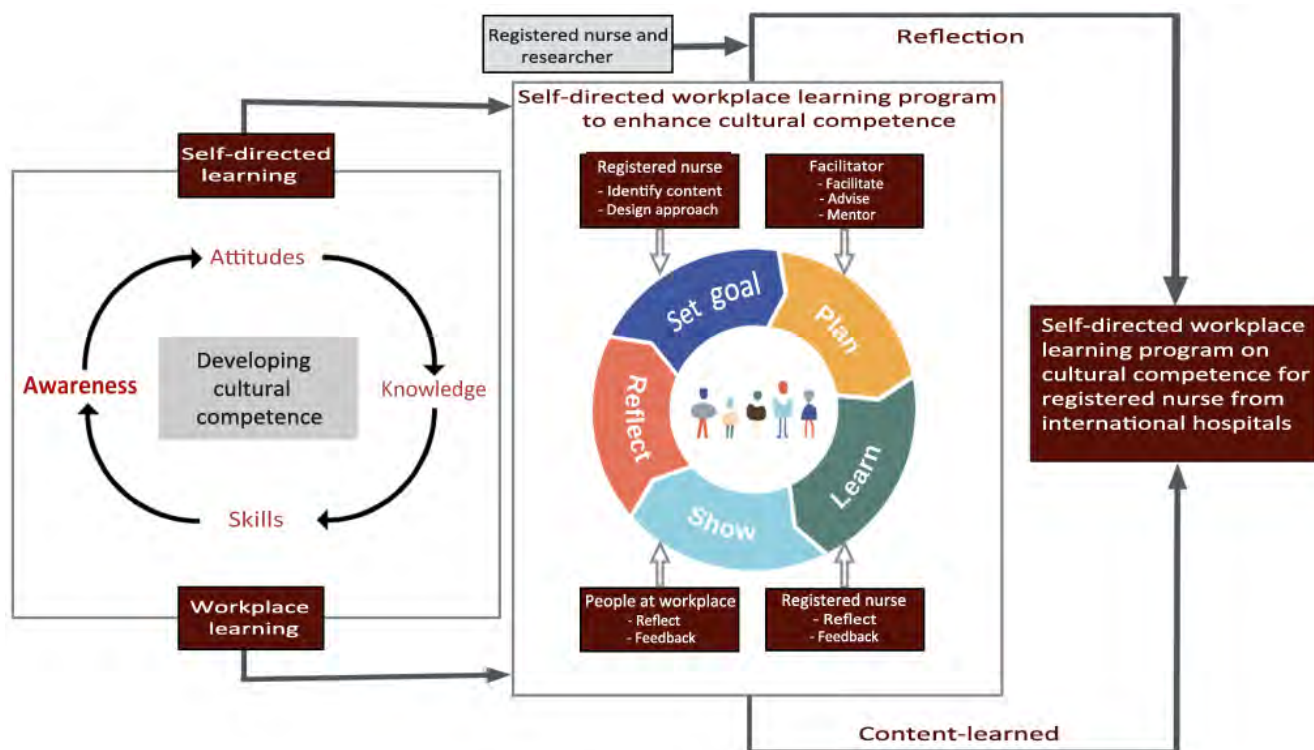 Registered nurse and
researcher
Reflection
Self-directed
learning
Attitudes
Awareness
Developing
cultural
competence
Knowledge
Skills
Workplace
learning
Self-directed workplace learning program
to enhance cultural competence
Registered nurse
- Identify content
- Design approach
Facilitator
- Facilitate
- Advise
- Mentor
Set goal
Plan
Learn
Show
Reflect
People at workplace
- Reflect
- Feedback
Registered nurse
- Reflect
- Feedback
Self-directed workplace
learning program on
cultural competence for
registered nurse from
international hospitals
Content-learned